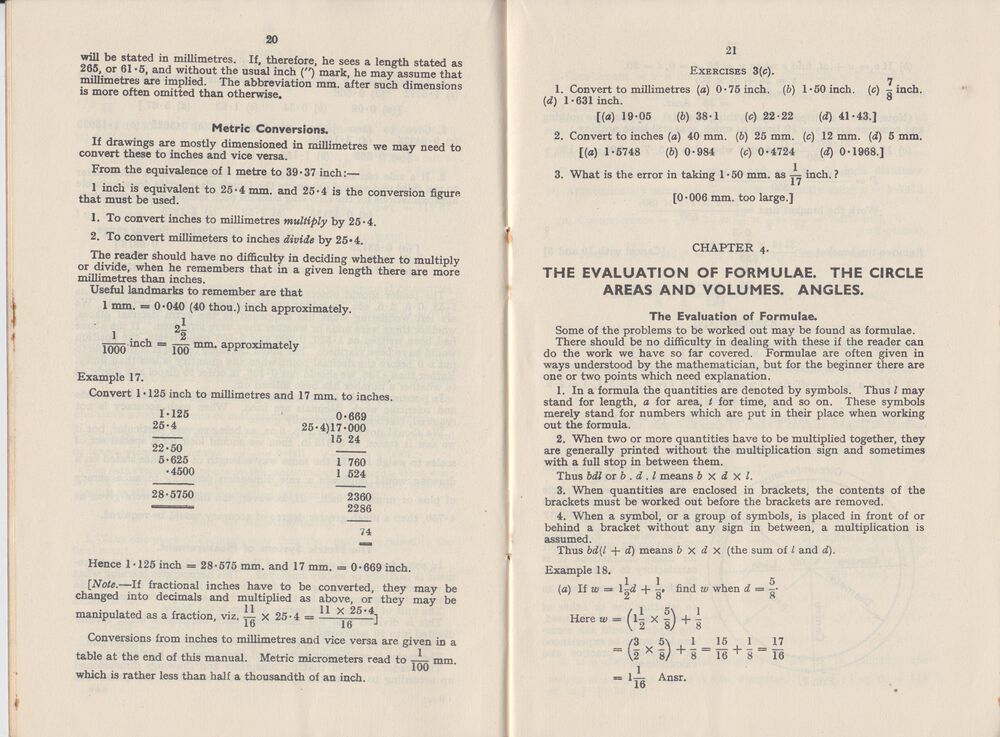 20
will be stated in millimetres. If, therefore, he sees a length stated as
265, or 61·5, and without the usual inch (″) mark, he may assume that
millimetres are implied. The abbreviation mm. after such dimensions
is more often omitted than otherwise.
Metric Conversions.
If drawings are mostly dimensioned in millimetres we may need to
convert these to inches and vice versa.
From the equivalence of 1 metre to 39·37 inch:—
1 inch is equivalent to 25·4 mm. and 25·4 is the conversion figure
that must be used.
1. To convert inches to millimetres multiply by 25·4.
2. To convert millimeters to inches divide by 25·4.
The reader should have no difficulty in deciding whether to multiply
or divide, when he remembers that in a given length there are more
millimetres than inches.
Useful landmarks to remember are that
1 mm. = 0·040 (40 thou.) inch approximately.
1/1000 inch = 2½/100 mm. approximately
Example 17.
Convert 1·125 inch to millimetres and 17 mm. to inches.
1·125
25·4
22·50
5·625
·4500
28·5750
0·669
25·4)17·000
15 24
1 760
1 524
2360
2286
74
Hence 1·125 inch = 28·575 mm. and 17 mm. = 0·669 inch.
[Note.—If fractional inches have to be converted, they may be
changed into decimals and multiplied as above, or they may be
manipulated as a fraction, viz. 11/16 × 25·4 = 11 × 25·4/16]
Conversions from inches to millimetres and vice versa are given in a
table at the end of this manual. Metric micrometers read to 1/100 mm.
which is rather less than half a thousandth of an inch.
21
Exercises 3(c).
1. Convert to millimetres (a) 0·75 inch. (b) 1·50 inch. (c) 7/8 inch.
(d) 1·631 inch.
[(a) 19·05 (b) 38·1 (c) 22·22 (d) 41·43.]
2. Convert to inches (a) 40 mm. (b) 25 mm. (c) 12 mm. (d) 5 mm.
[(a) 1·5748 (b) 0·984 (c) 0·4724 (d) 0·1968.]
3. What is the error in taking 1·50 mm. as 1/17 inch. ?
[0·006 mm. too large.]
CHAPTER 4.
THE EVALUATION OF FORMULAE. THE CIRCLE
AREAS AND VOLUMES. ANGLES.
The Evaluation of Formulae.
Some of the problems to be worked out may be found as formulae.
There should be no difficulty in dealing with these if the reader can
do the work we have so far covered. Formulae are often given in
ways understood by the mathematician, but for the beginner there are
one or two points which need explanation.
1. In a formula the quantities are denoted by symbols. Thus l may
stand for length, a for area, t for time, and so on. These symbols
merely stand for numbers which are put in their place when working
out the formula.
2. When two or more quantities have to be multiplied together, they
are generally printed without the multiplication sign and sometimes
with a full stop in between them.
Thus bdl or b . d . l means b × d × l.
3. When quantities are enclosed in brackets, the contents of the
brackets must be worked out before the brackets are removed.
4. When a symbol, or a group of symbols, is placed in front of or
behind a bracket without any sign in between, a multiplication is
assumed.
Thus bd(l + d) means b × d × (the sum of l and d).
Example 18.
(a) If w = 1½d + 1/8, find w when d = 5/8.
Here w = (1½ × 5/8) + 1/8
= (3/2 × 5/8) + 1/8 = 15/16 + 1/8 = 17/16
= 1 1/16 Ansr.